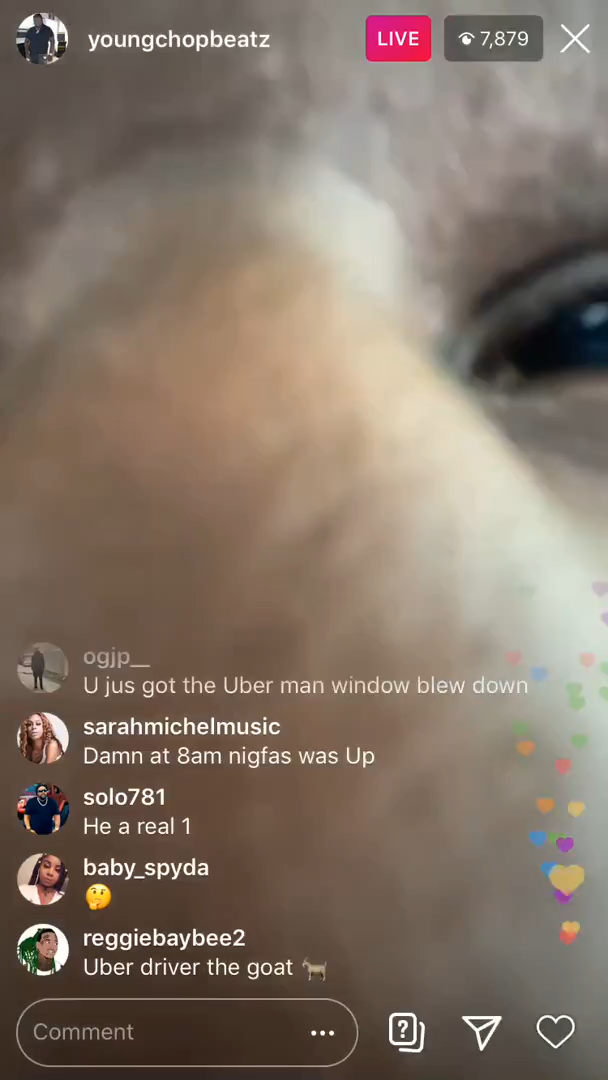 youngchopbeatz
LIVE
7,879
ogjp__
U jus got the Uber man window blew down
sarahmichelmusic
Damn at 8am nigfas was Up
solo781
He a real 1
baby_spyda
🤔
reggiebaybee2
Uber driver the goat 🐐
Comment